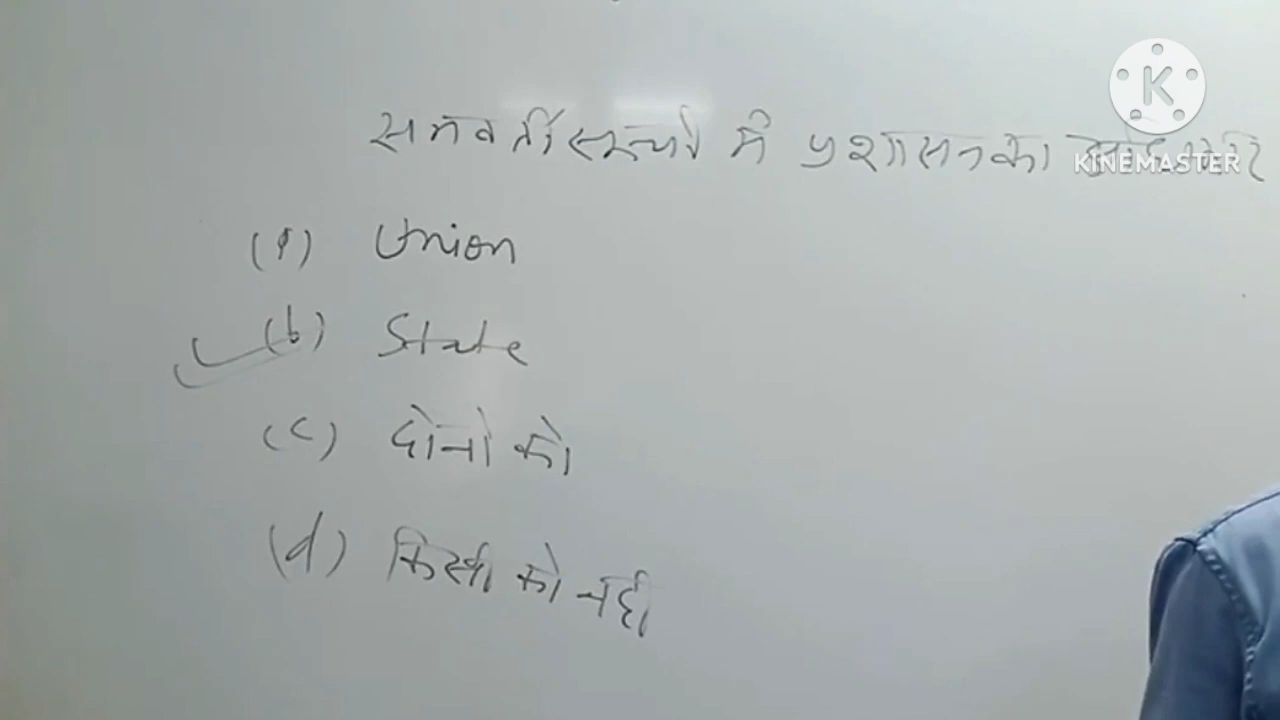 KINEMASTER
समवर्ती सूची में प्रशासन का
(a) Union
(b) State
(c) दोनो को
(d) किसी को नही